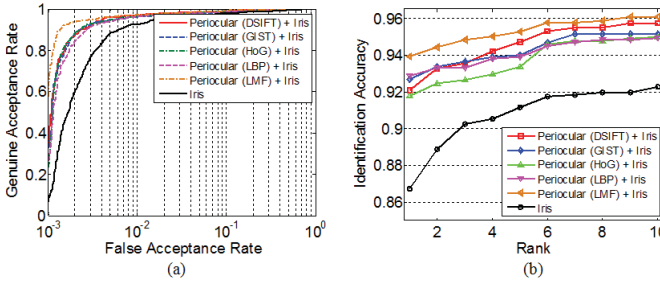 1
0.8
0.6
0.4
0.2
0
Genuine Acceptance Rate
Periocular (DSIFT) + Iris
Periocular (GIST) + Iris
Periocular (HoG) + Iris
Periocular (LBP) + Iris
Periocular (LMF) + Iris
Iris
10^-3 10^-2 10^-1 10^0
False Acceptance Rate
(a)
0.96
0.94
0.92
0.9
0.88
0.86
Identification Accuracy
Periocular (DSIFT) + Iris
Periocular (GIST) + Iris
Periocular (HoG) + Iris
Periocular (LBP) + Iris
Periocular (LMF) + Iris
Iris
2 4 6 8 10
Rank
(b)